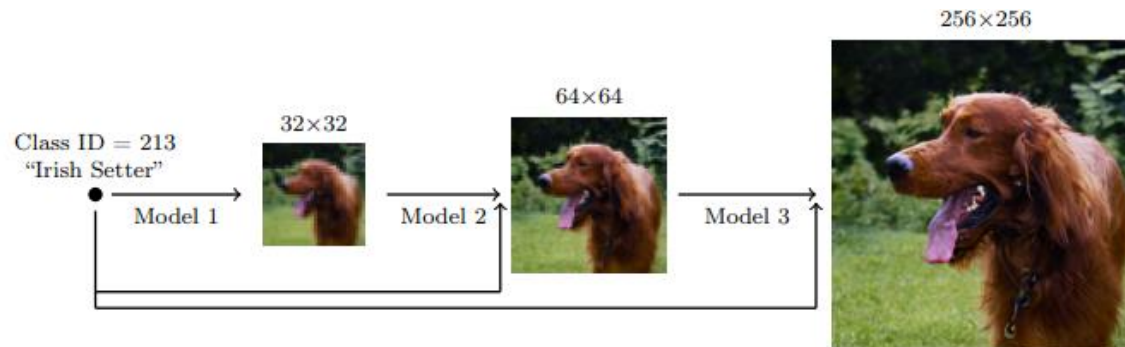 Class ID = 213
“Irish Setter”
Model 1
32×32
Model 2
64×64
Model 3
256×256